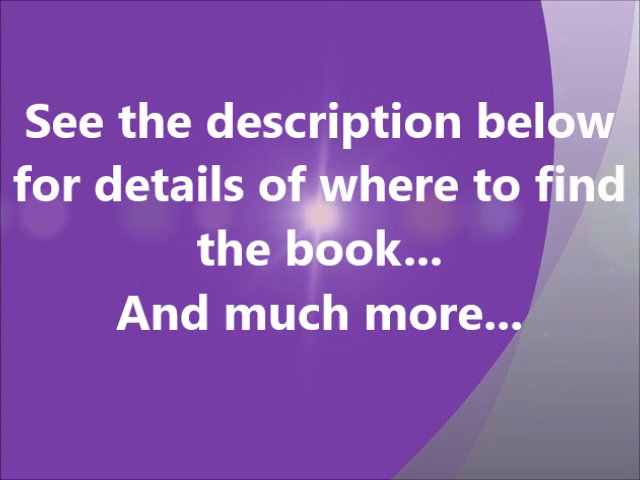 See the description below
for details of where to find
the book...
And much more...